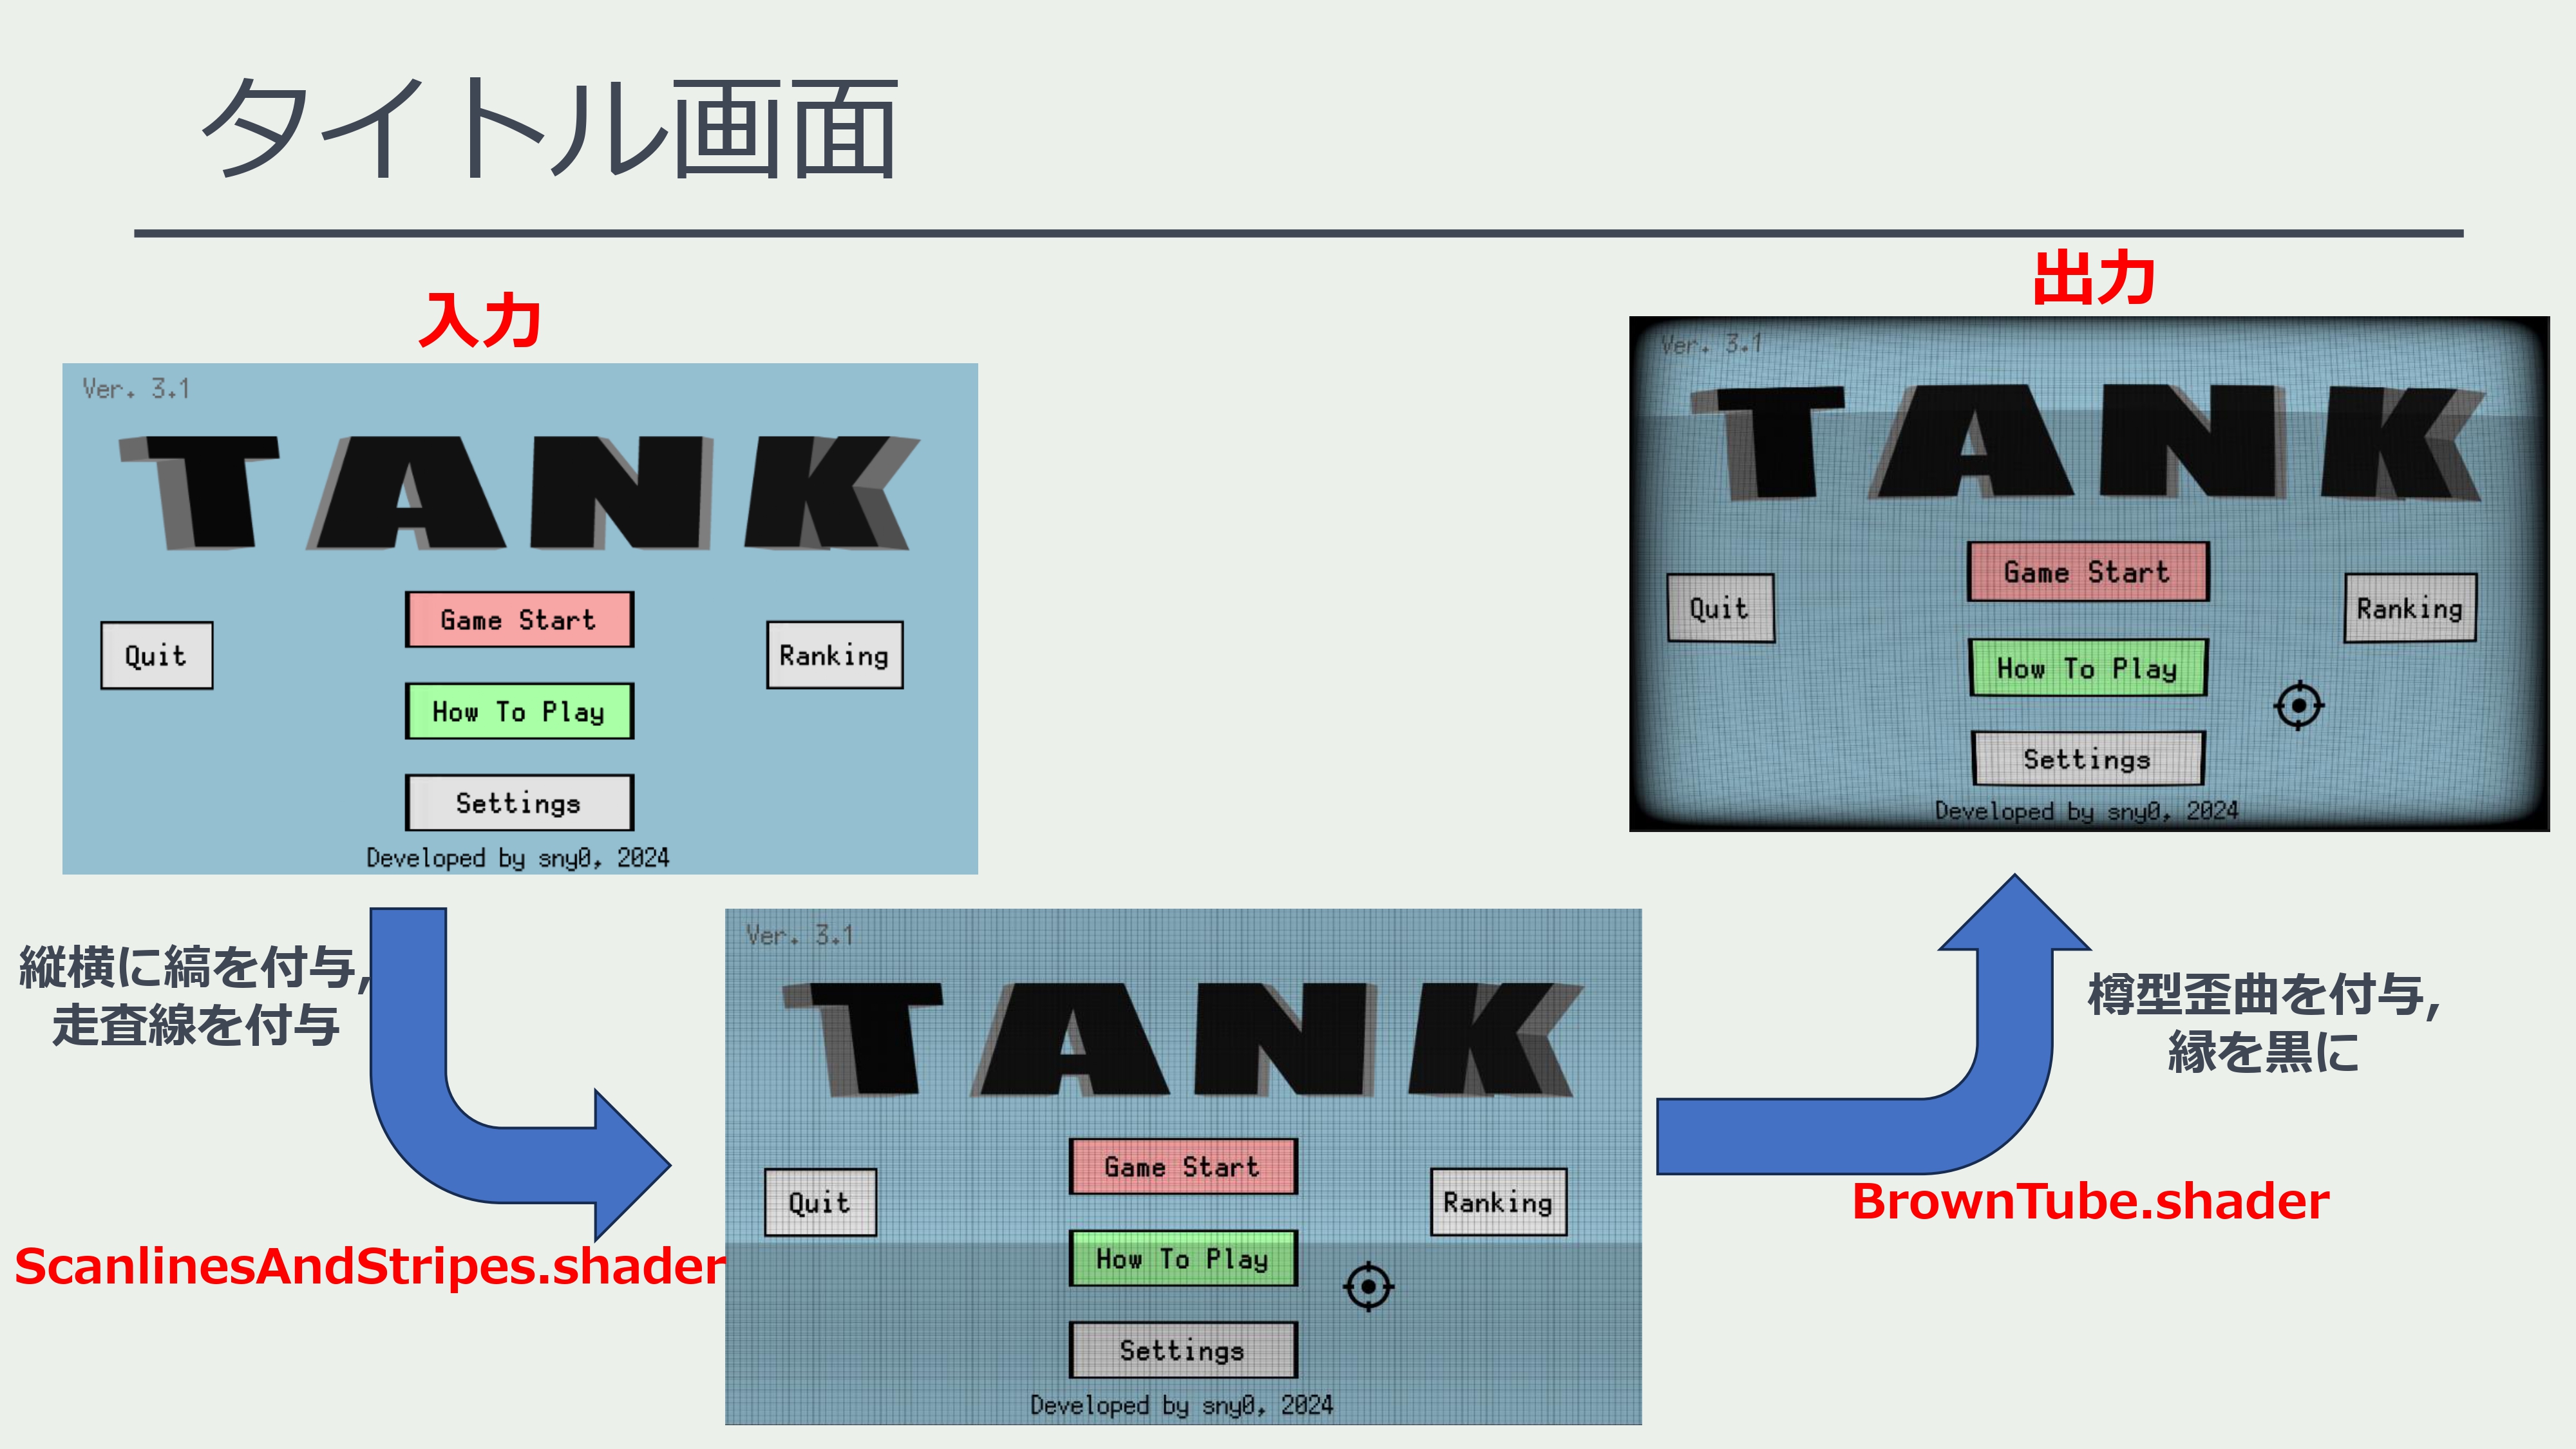 タイトル画面
入力
Ver. 3.1
TANK
Game Start
Quit
Ranking
How To Play
Settings
Developed by sny0, 2024
縦横に縞を付与,
走査線を付与
ScanlinesAndStripes.shader
Ver. 3.1
TANK
Game Start
Quit
Ranking
How To Play
Settings
Developed by sny0, 2024
樽型歪曲を付与,
縁を黒に
BrownTube.shader
出力
Ver. 3.1
TANK
Game Start
Quit
Ranking
How To Play
Settings
Developed by sny0, 2024